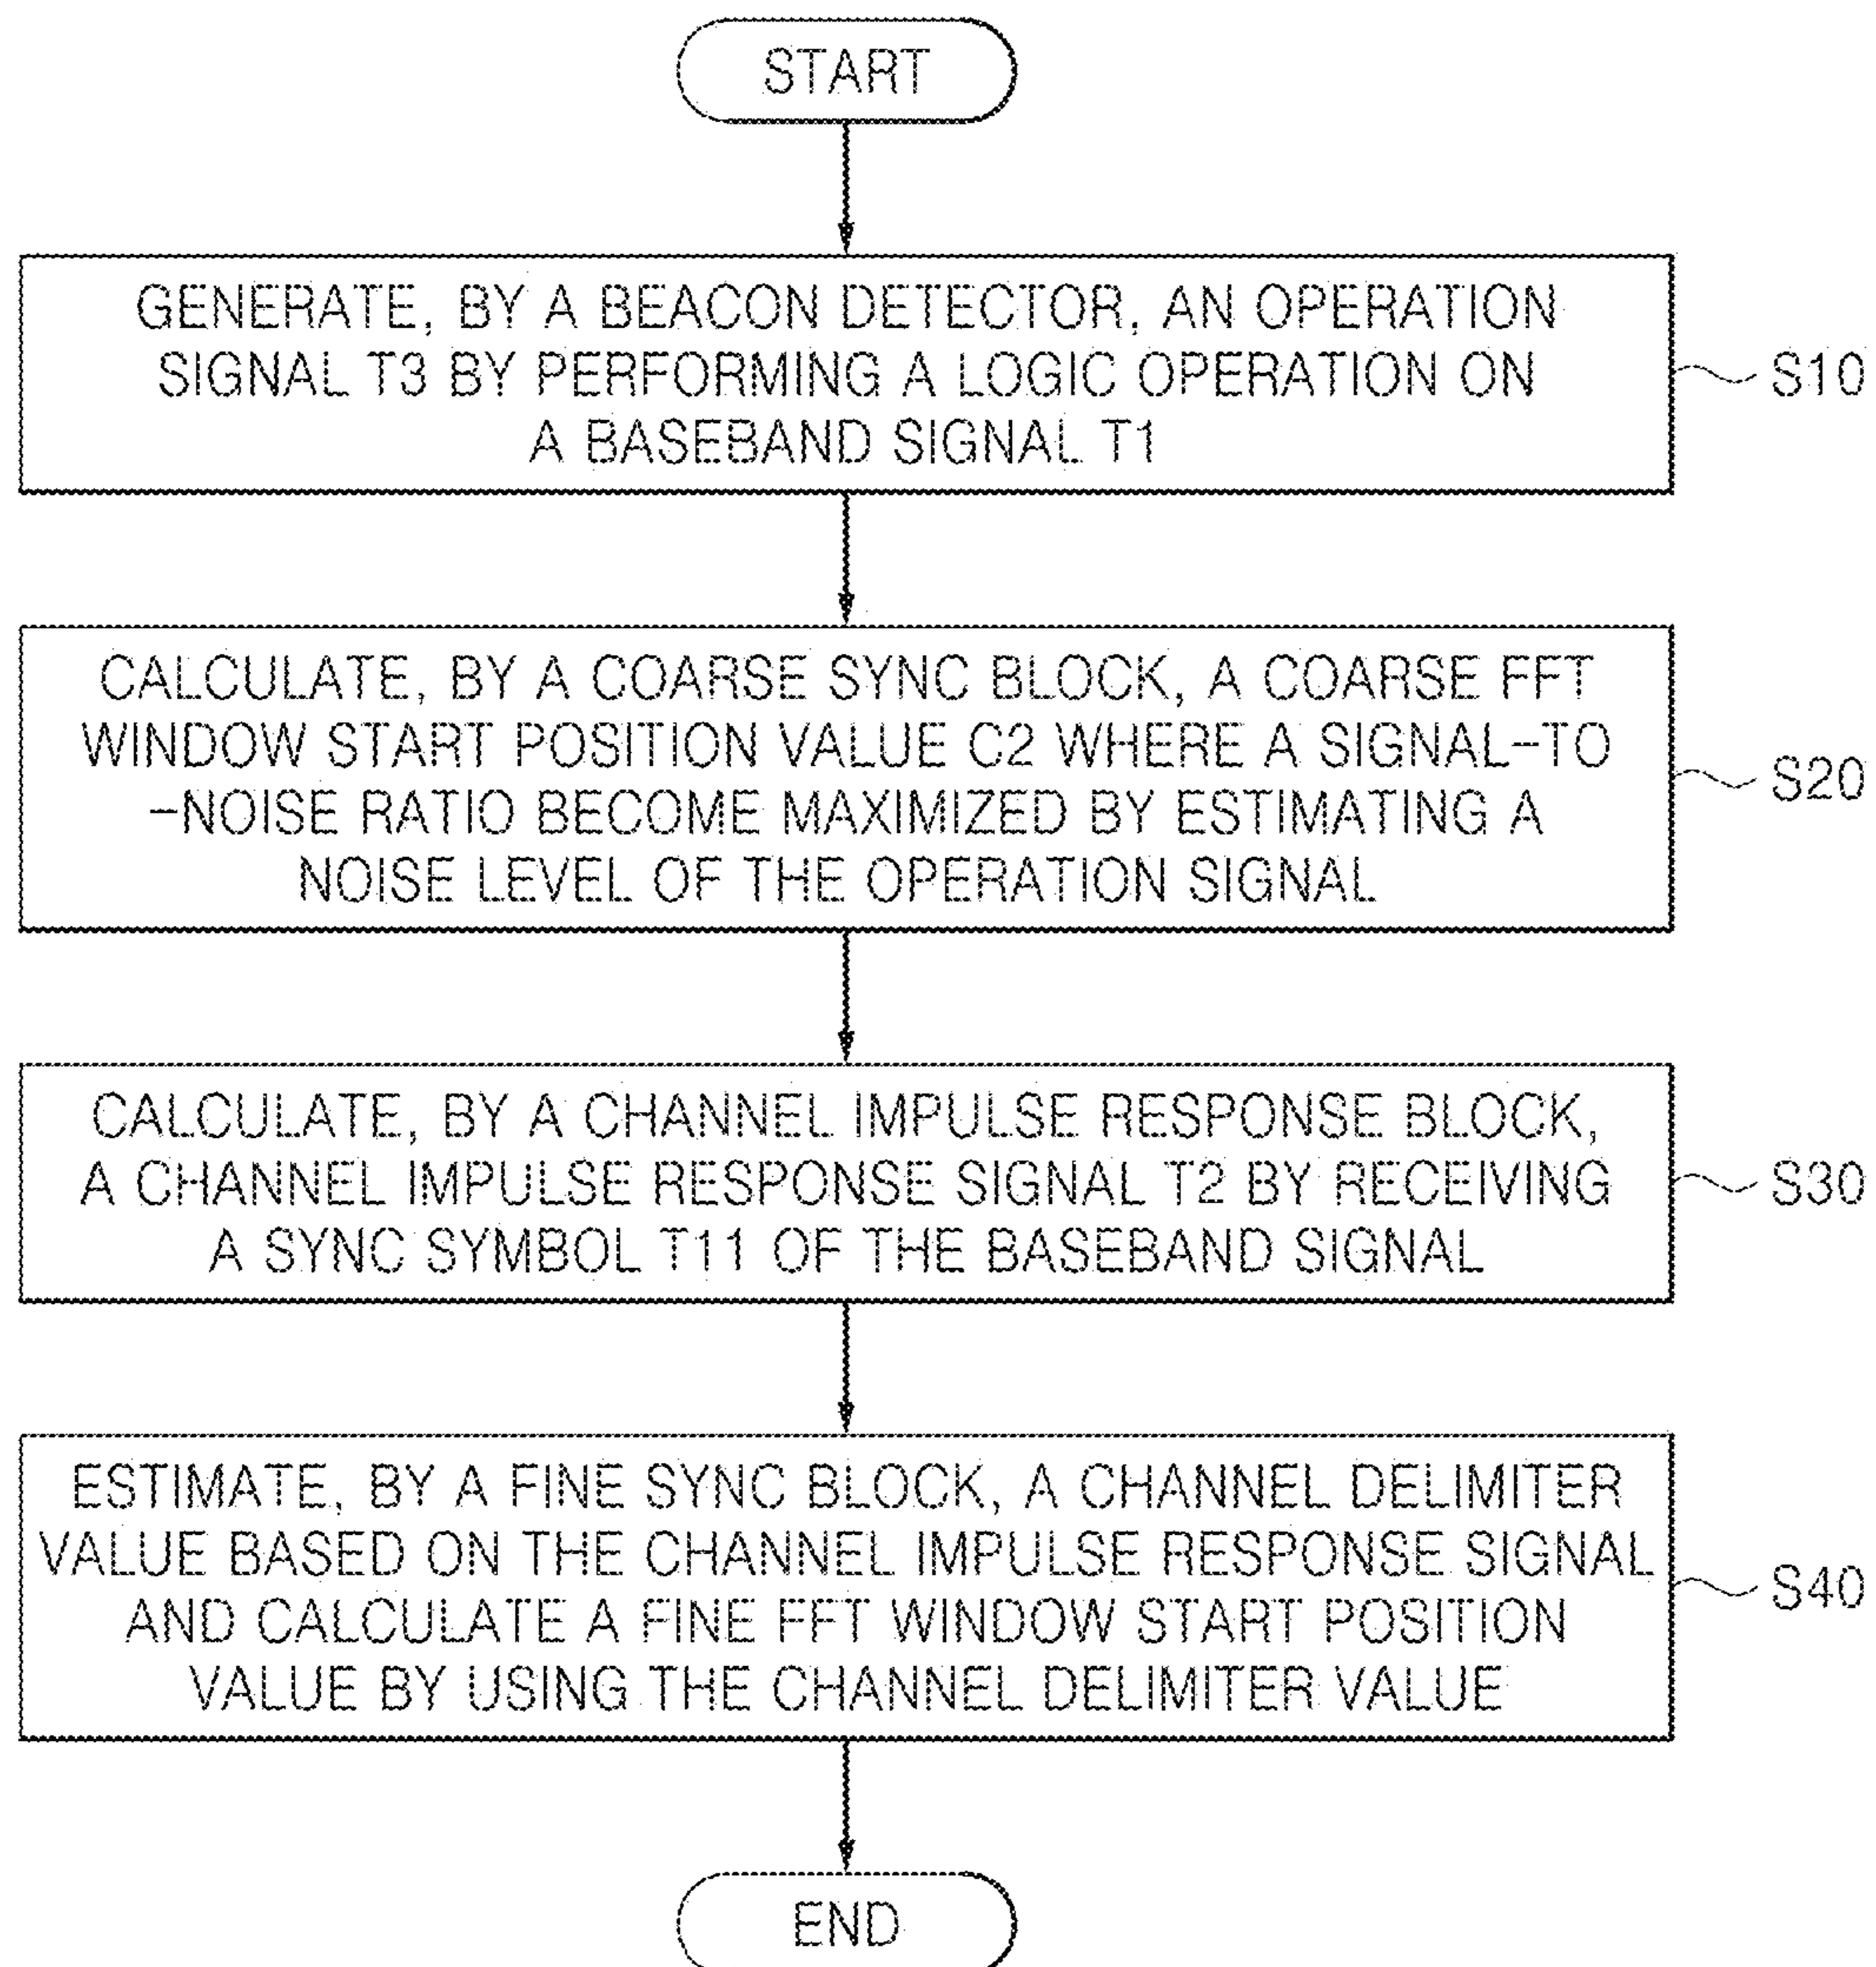 START
GENERATE, BY A BEACON DETECTOR, AN OPERATION
SIGNAL T3 BY PERFORMING A LOGIC OPERATION ON
A BASEBAND SIGNAL T1
S10
CALCULATE, BY A COARSE SYNC BLOCK, A COARSE FFT
WINDOW START POSITION VALUE C2 WHERE A SIGNAL-TO
-NOISE RATIO BECOME MAXIMIZED BY ESTIMATING A
NOISE LEVEL OF THE OPERATION SIGNAL
S20
CALCULATE, BY A CHANNEL IMPULSE RESPONSE BLOCK,
A CHANNEL IMPULSE RESPONSE SIGNAL T2 BY RECEIVING
A SYNC SYMBOL T11 OF THE BASEBAND SIGNAL
S30
ESTIMATE, BY A FINE SYNC BLOCK, A CHANNEL DELIMITER
VALUE BASED ON THE CHANNEL IMPULSE RESPONSE SIGNAL
AND CALCULATE A FINE FFT WINDOW START POSITION
VALUE BY USING THE CHANNEL DELIMITER VALUE
S40
END